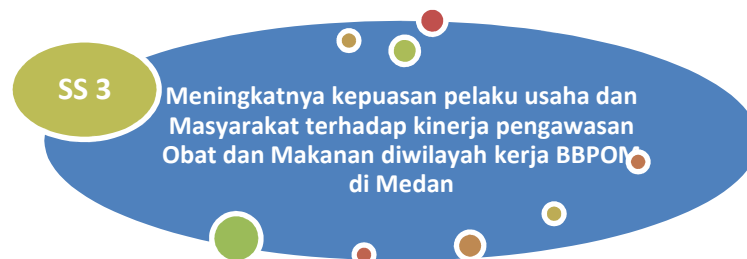 SS 3
Meningkatnya kepuasan pelaku usaha dan
Masyarakat terhadap kinerja pengawasan
Obat dan Makanan diwilayah kerja BBPOM
di Medan